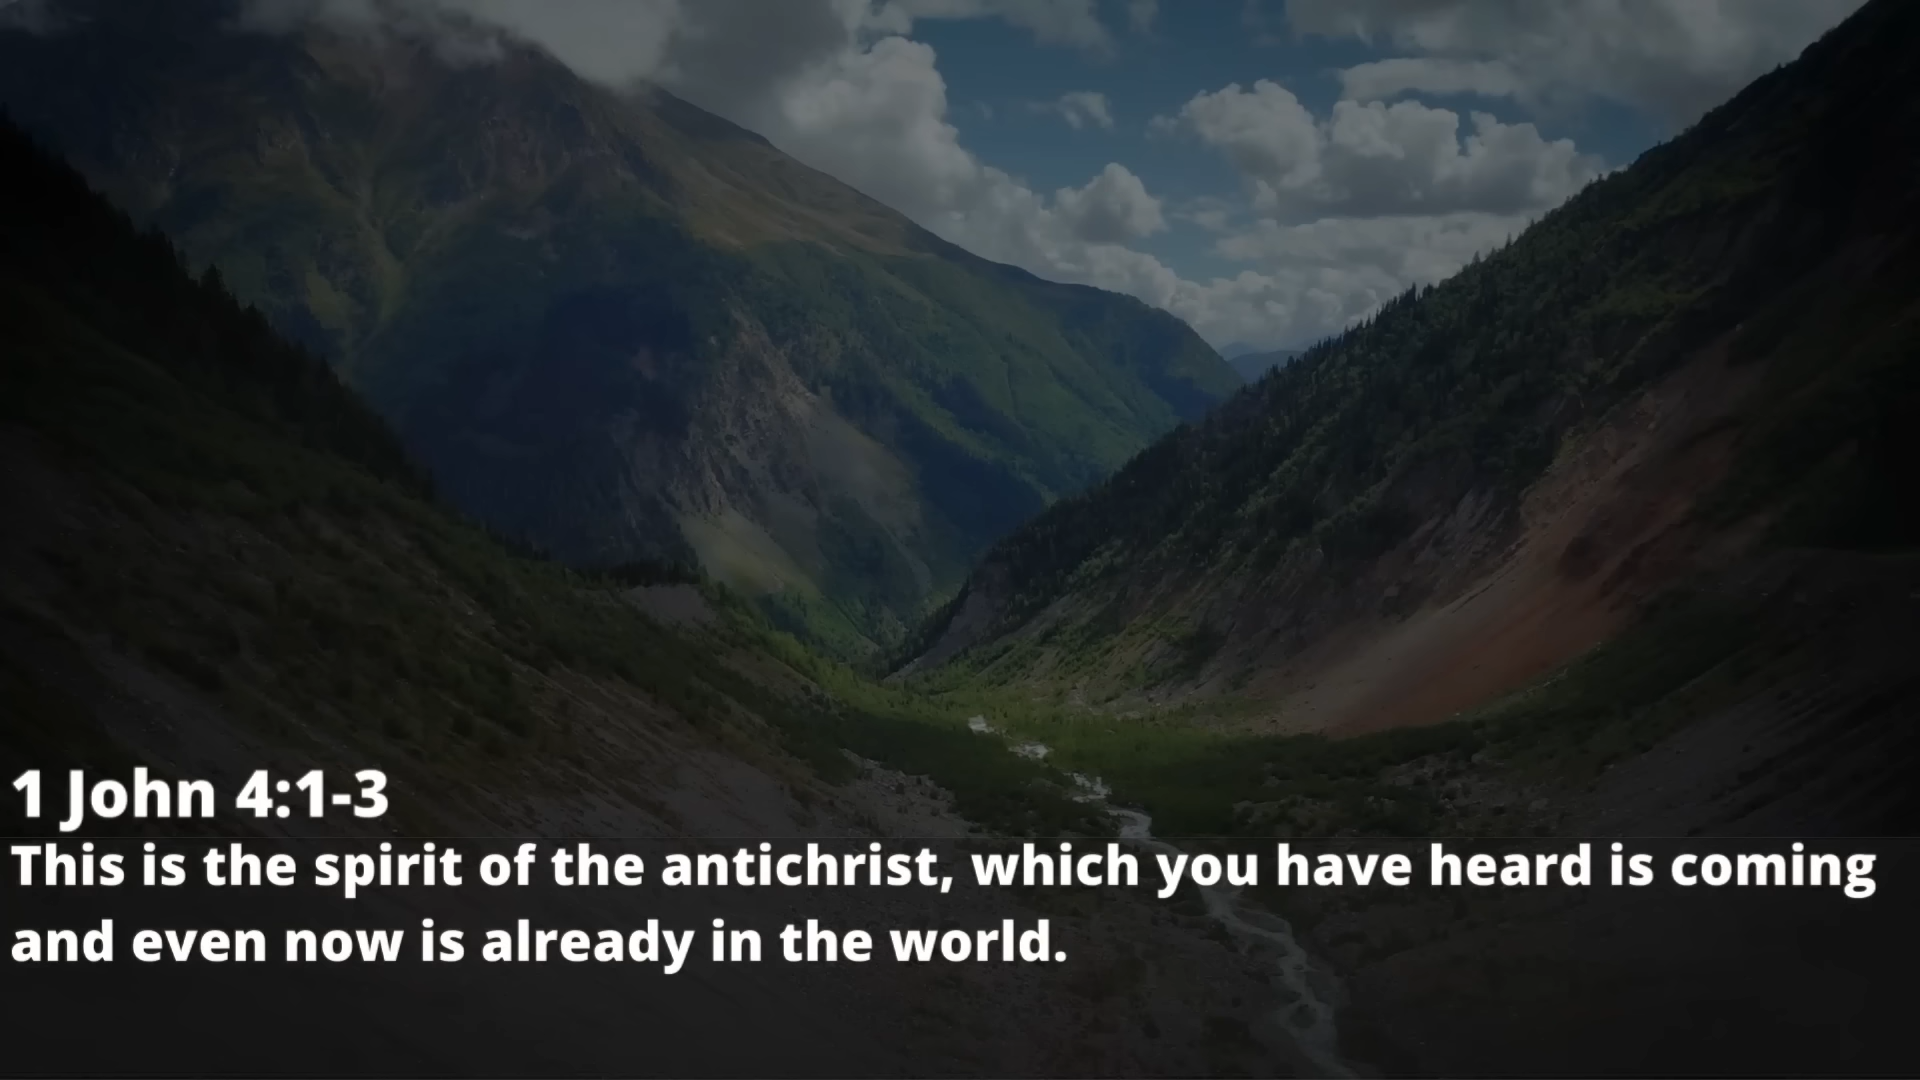 1 John 4:1-3
This is the spirit of the antichrist, which you have heard is coming
and even now is already in the world.